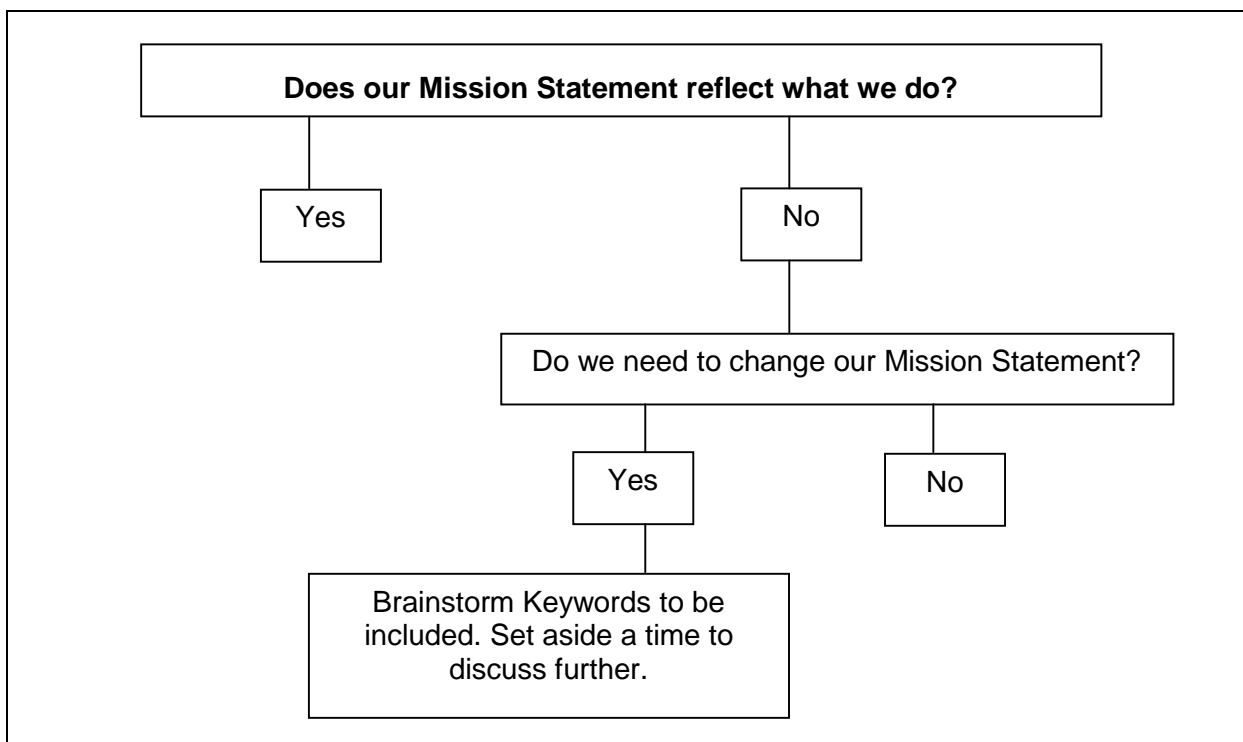 Does our Mission Statement reflect what we do?
Yes
No
Do we need to change our Mission Statement?
Yes
No
Brainstorm Keywords to be
included. Set aside a time to
discuss further.